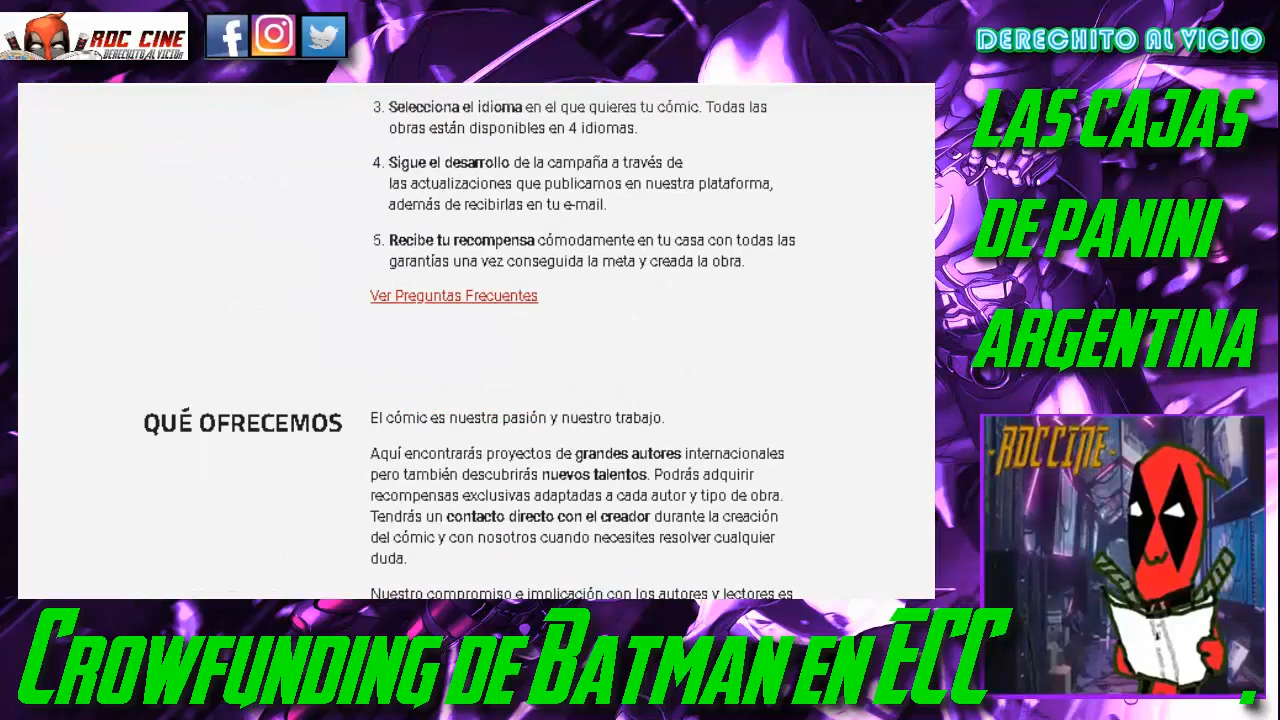 ROC CINE
DERECHITO AL VICIO
DERECHITO AL VICIO
3. Selecciona el idioma en el que quieres tu cómic. Todas las
obras están disponibles en 4 idiomas.
4. Sigue el desarrollo de la campaña a través de
las actualizaciones que publicamos en nuestra plataforma,
además de recibirlas en tu e-mail.
5. Recibe tu recompensa cómodamente en tu casa con todas las
garantías una vez conseguida la meta y creada la obra.
Ver Preguntas Frecuentes
QUÉ OFRECEMOS
El cómic es nuestra pasión y nuestro trabajo.
Aquí encontrarás proyectos de grandes autores internacionales
pero también descubrirás nuevos talentos. Podrás adquirir
recompensas exclusivas adaptadas a cada autor y tipo de obra.
Tendrás un contacto directo con el creador durante la creación
del cómic y con nosotros cuando necesites resolver cualquier
duda.
Nuestro compromiso e implicación con los autores y lectores es
LAS CAJAS
DE PANINI
ARGENTINA
-ROC CINE-
CROWFUNDING DE BATMAN EN ECC .